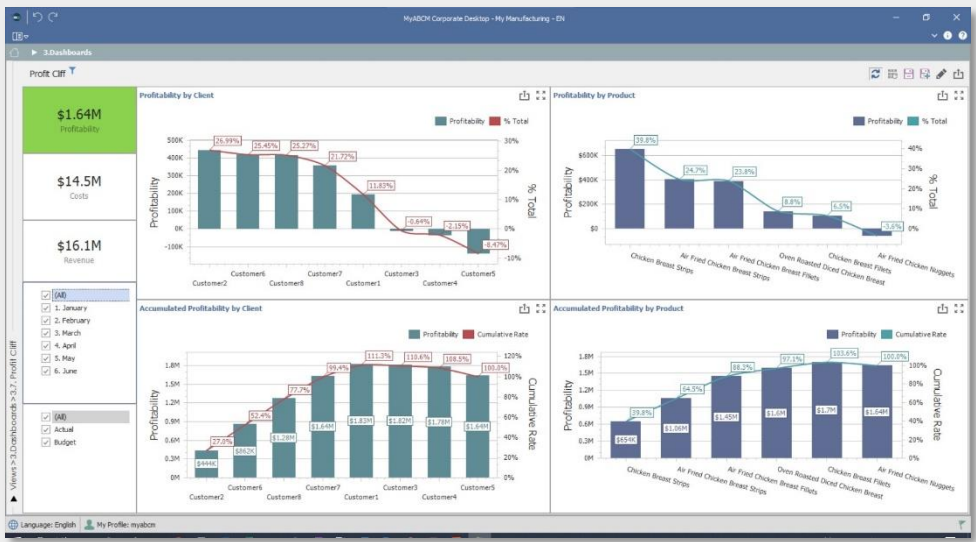 MyABCM Corporate Desktop - My Manufacturing - EN
3.Dashboards
Profit Cliff
$1.64M
Profitability
$14.5M
Costs
$16.1M
Revenue
(All)
1. January
2. February
3. March
4. April
5. May
6. June
(All)
Actual
Budget
Views > 3.Dashboards > 3.7. Profit Cliff
Profitability by Client
Profitability % Total
500K
400K
300K
200K
100K
0K
-100K
Profitability
26.99%
25.45%
25.27%
21.72%
11.83%
-0.64%
-2.15%
-8.47%
30%
20%
10%
0%
-10%
% Total
Customer6 Customer7 Customer3 Customer5
Customer2 Customer8 Customer1 Customer4
Profitability by Product
Profitability % Total
$600K
$400K
$200K
$0
Profitability
39.8%
24.7%
23.8%
8.8%
6.5%
-3.6%
40%
20%
10%
0%
% Total
Chicken Breast Strips
Air Fried Chicken Breast Strips
Air Fried Chicken Breast Fillets
Oven Roasted Diced Chicken Breast
Chicken Breast Fillets
Air Fried Chicken Nuggets
Accumulated Profitability by Client
Profitability Cumulative Rate
1.8M
1.5M
1.2M
0.9M
0.6M
0.3M
0M
Profitability
27.0%
52.4%
77.7%
99.4%
111.3%
110.6%
108.5%
100.0%
$444K
$862K
$1.28M
$1.64M
$1.83M
$1.82M
$1.78M
$1.64M
120%
100%
80%
60%
40%
20%
0%
Cumulative Rate
Customer6 Customer7 Customer3 Customer5
Customer2 Customer8 Customer1 Customer4
Accumulated Profitability by Product
Profitability Cumulative Rate
1.8M
1.5M
1.2M
0.9M
0.6M
0.3M
0M
Profitability
39.8%
64.5%
88.2%
97.1%
103.6%
100.0%
$654K
$1.06M
$1.45M
$1.6M
$1.7M
$1.64M
100%
80%
60%
40%
20%
0%
Cumulative Rate
Chicken Breast Strips
Air Fried Chicken Breast Strips
Air Fried Chicken Breast Fillets
Oven Roasted Diced Chicken Breast
Chicken Breast Fillets
Air Fried Chicken Nuggets
Language: English My Profile: myabcm